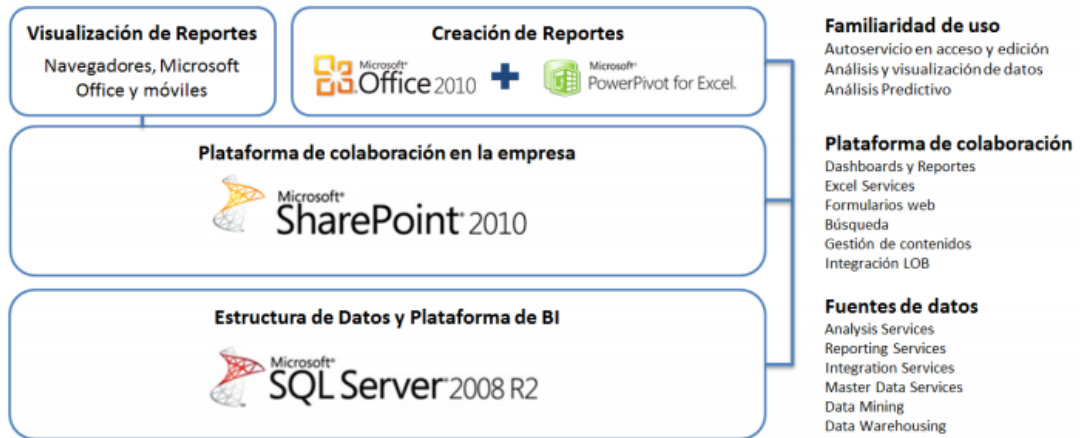 Visualización de Reportes
Navegadores, Microsoft
Office y móviles
Creación de Reportes
Microsoft®
Office 2010
Microsoft®
PowerPivot for Excel.
Plataforma de colaboración en la empresa
Microsoft®
SharePoint® 2010
Estructura de Datos y Plataforma de BI
Microsoft®
SQL Server® 2008 R2
Familiaridad de uso
Autoservicio en acceso y edición
Análisis y visualización de datos
Análisis Predictivo
Plataforma de colaboración
Dashboards y Reportes
Excel Services
Formularios web
Búsqueda
Gestión de contenidos
Integración LOB
Fuentes de datos
Analysis Services
Reporting Services
Integration Services
Master Data Services
Data Mining
Data Warehousing